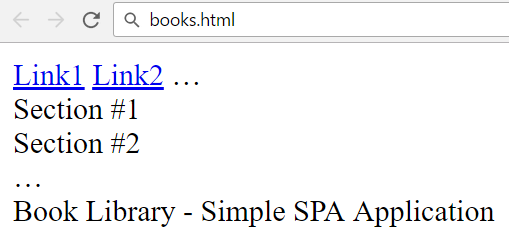 books.html
Link1 Link2 …
Section #1
Section #2
…
Book Library - Simple SPA Application